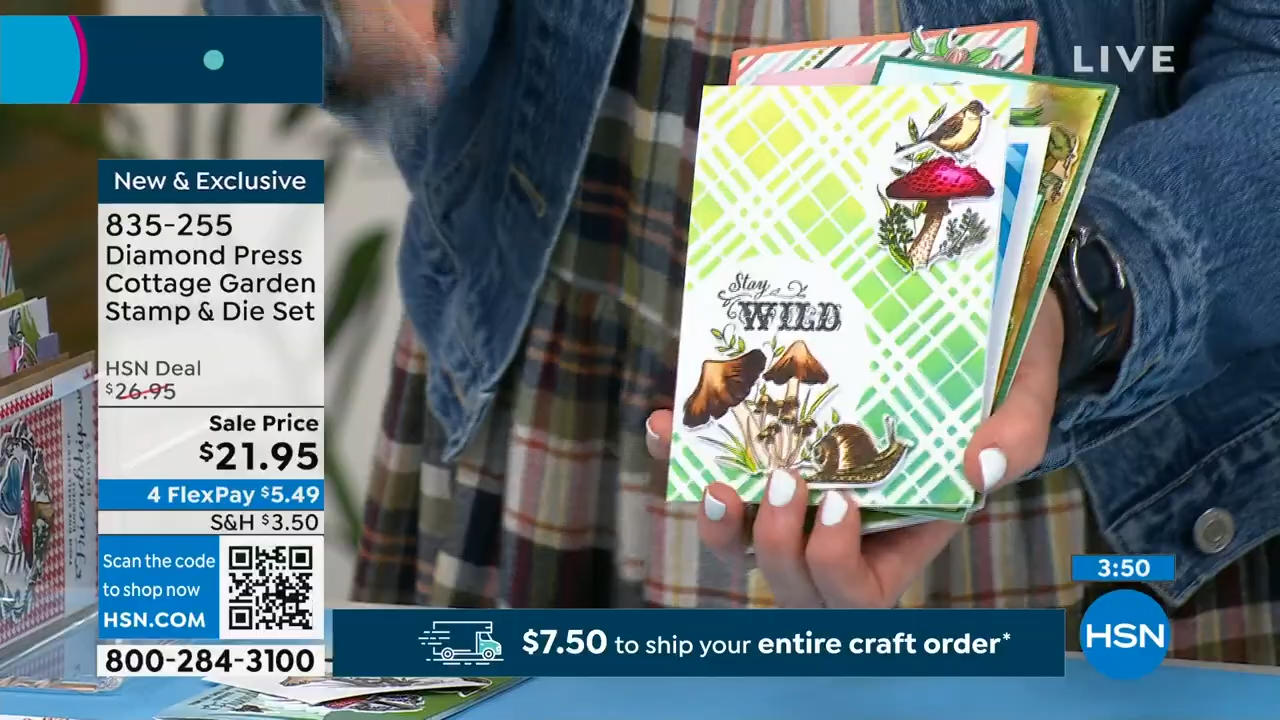 LIVE
New & Exclusive
835-255
Diamond Press
Cottage Garden
Stamp & Die Set
HSN Deal
$26.95
Sale Price
$21.95
4 FlexPay $5.49
S&H $3.50
Scan the code
to shop now
HSN.COM
800-284-3100
Stay
WILD
Friendship
3:50
$7.50 to ship your entire craft order*
HSN